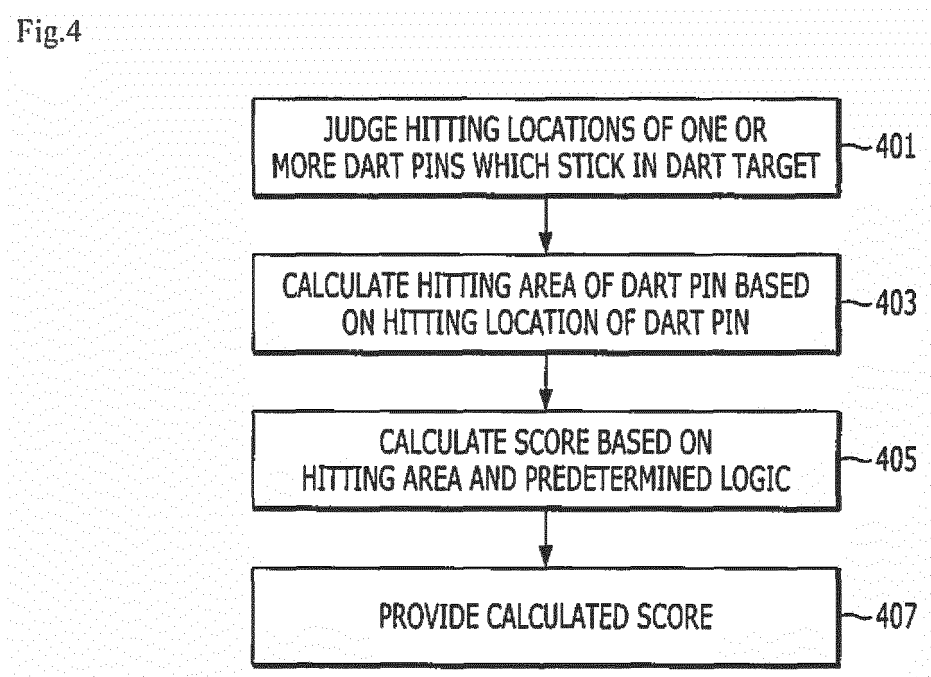 Fig.4
JUDGE HITTING LOCATIONS OF ONE OR
MORE DART PINS WHICH STICK IN DART TARGET
401
CALCULATE HITTING AREA OF DART PIN BASED
ON HITTING LOCATION OF DART PIN
403
CALCULATE SCORE BASED ON
HITTING AREA AND PREDETERMINED LOGIC
405
PROVIDE CALCULATED SCORE
407